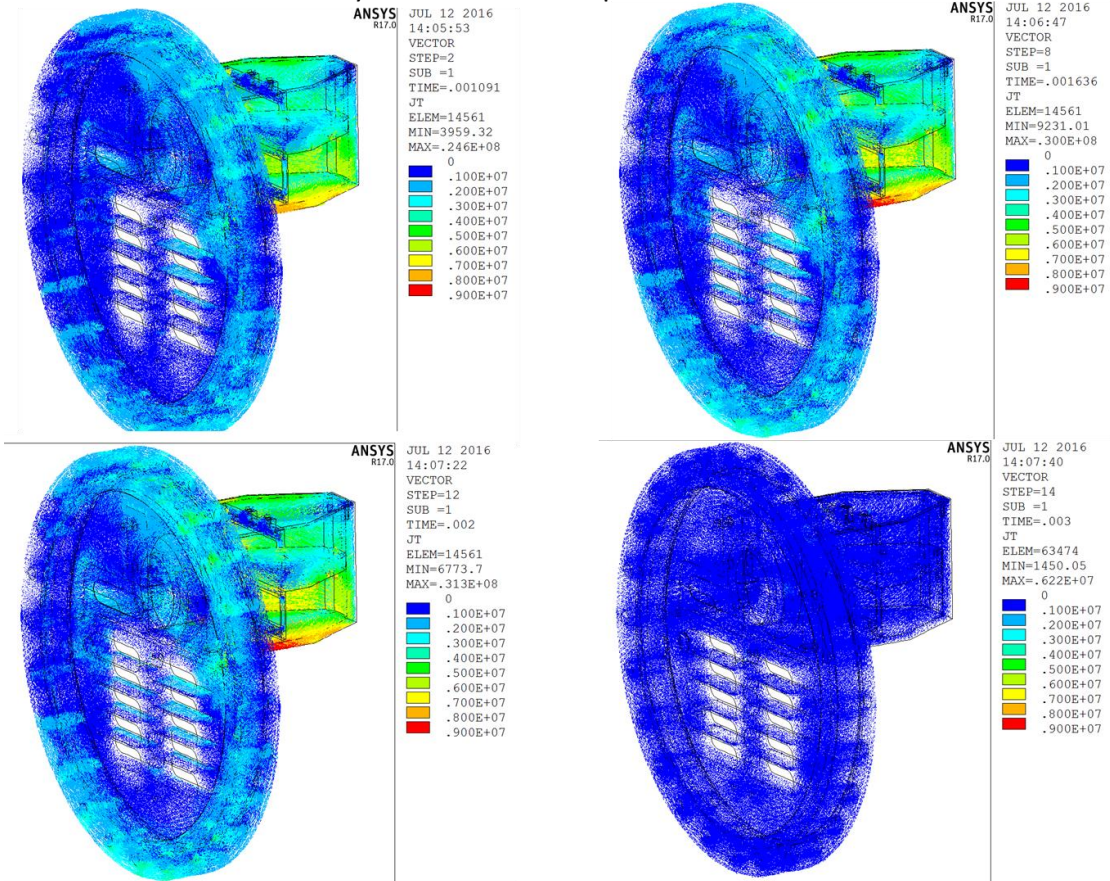 ANSYS
R17.0
JUL 12 2016
14:05:53
VECTOR
STEP=2
SUB =1
TIME=.001091
JT
ELEM=14561
MIN=3959.32
MAX=.246E+08
0
.100E+07
.200E+07
.300E+07
.400E+07
.500E+07
.600E+07
.700E+07
.800E+07
.900E+07
ANSYS
R17.0
JUL 12 2016
14:06:47
VECTOR
STEP=8
SUB =1
TIME=.001636
JT
ELEM=14561
MIN=9231.01
MAX=.300E+08
0
.100E+07
.200E+07
.300E+07
.400E+07
.500E+07
.600E+07
.700E+07
.800E+07
.900E+07
ANSYS
R17.0
JUL 12 2016
14:07:22
VECTOR
STEP=12
SUB =1
TIME=.002
JT
ELEM=14561
MIN=6773.7
MAX=.313E+08
0
.100E+07
.200E+07
.300E+07
.400E+07
.500E+07
.600E+07
.700E+07
.800E+07
.900E+07
ANSYS
R17.0
JUL 12 2016
14:07:40
VECTOR
STEP=14
SUB =1
TIME=.003
JT
ELEM=63474
MIN=1450.05
MAX=.622E+07
0
.100E+07
.200E+07
.300E+07
.400E+07
.500E+07
.600E+07
.700E+07
.800E+07
.900E+07